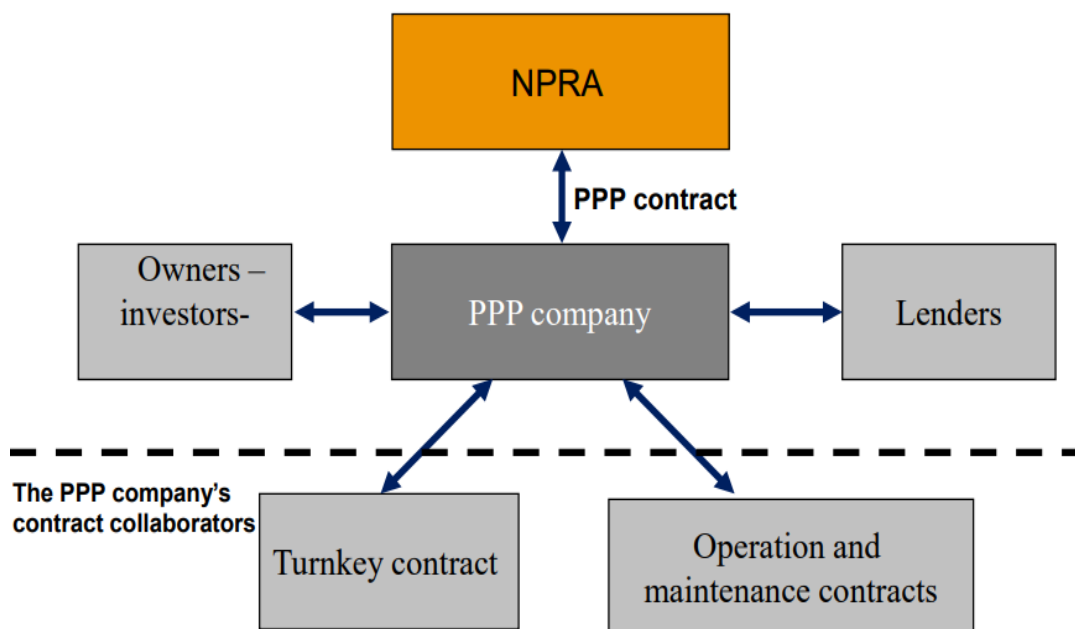 NPRA
PPP contract
Owners –
investors-
PPP company
Lenders
The PPP company’s
contract collaborators
Turnkey contract
Operation and
maintenance contracts